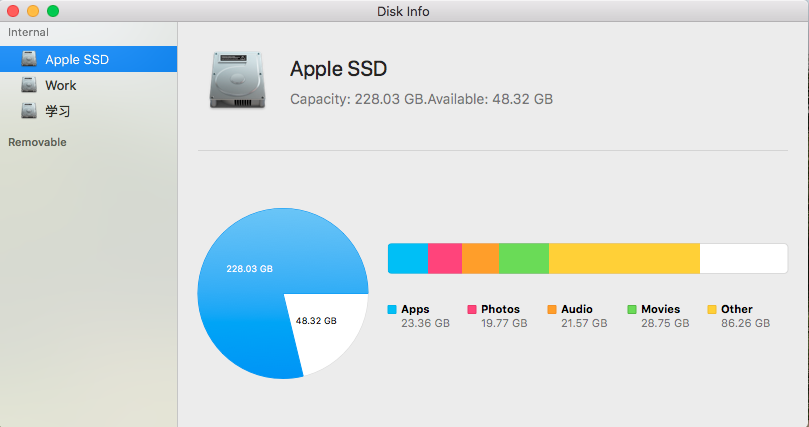 Disk Info
Internal
Apple SSD
Work
学习
Removable
Apple SSD
Capacity: 228.03 GB.Available: 48.32 GB
228.03 GB
48.32 GB
Apps
23.36 GB
Photos
19.77 GB
Audio
21.57 GB
Movies
28.75 GB
Other
86.26 GB